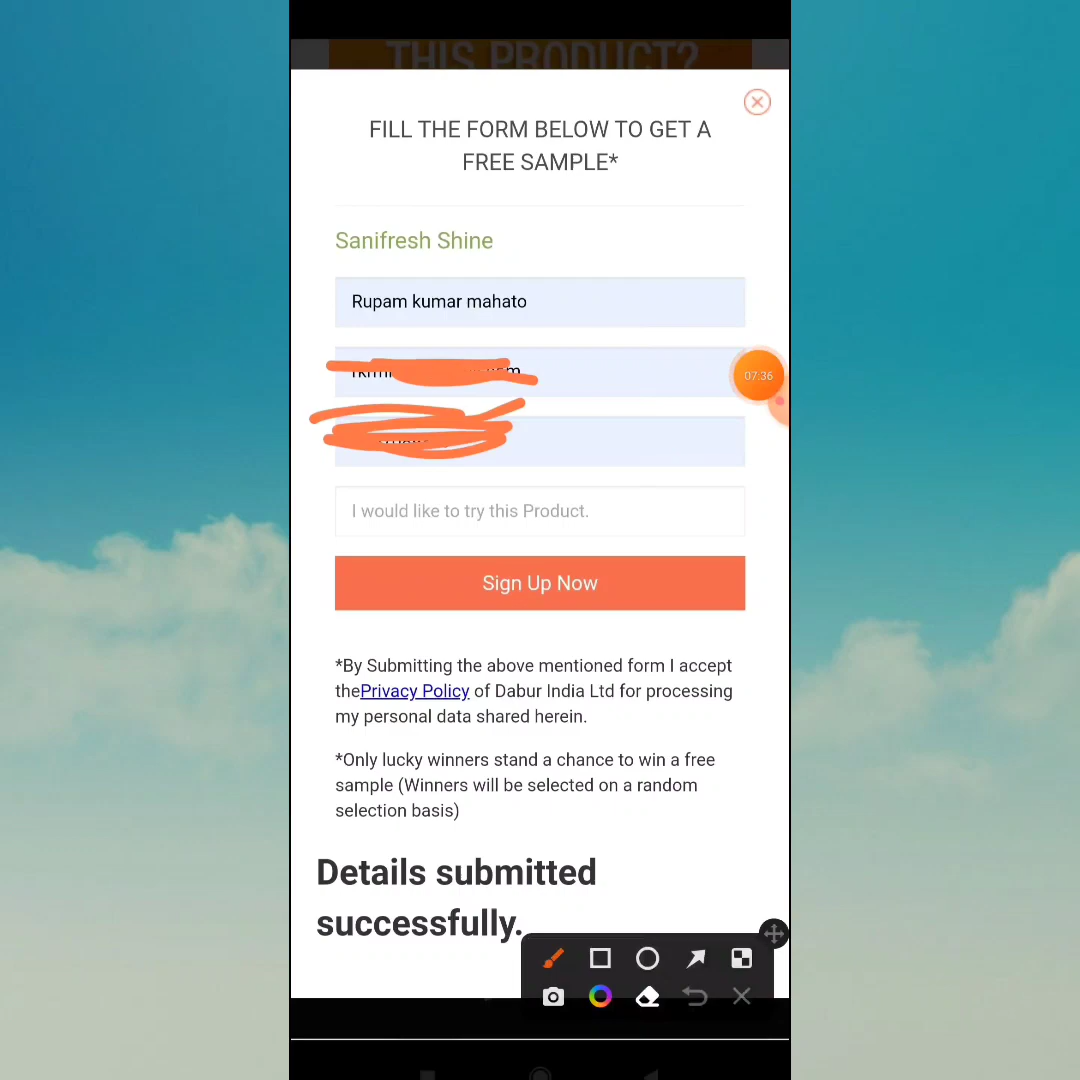 THIS PRODUCT?
FILL THE FORM BELOW TO GET A
FREE SAMPLE*
Sanifresh Shine
Rupam kumar mahato
07:36
I would like to try this Product.
Sign Up Now
*By Submitting the above mentioned form I accept
thePrivacy Policy of Dabur India Ltd for processing
my personal data shared herein.
*Only lucky winners stand a chance to win a free
sample (Winners will be selected on a random
selection basis)
Details submitted
successfully.